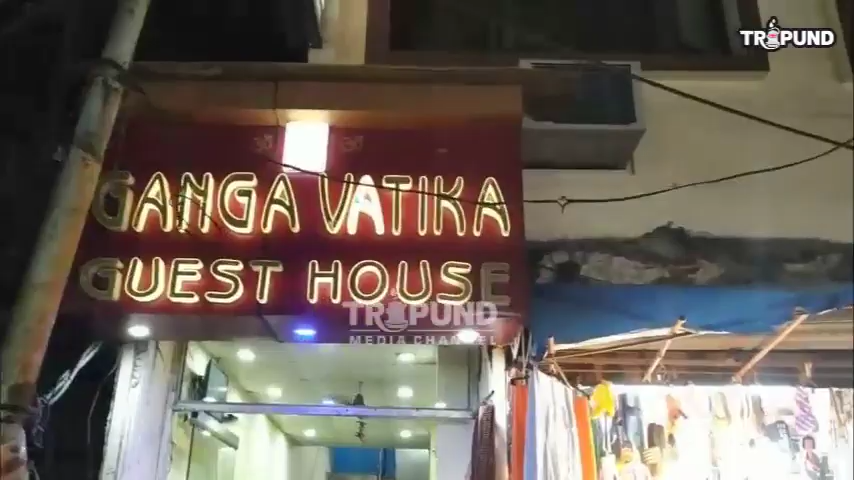 TRIPUND
ॐ ॐ
GANGA VATIKA
GUEST HOUSE
TRIPUND
MEDIA CHANNEL